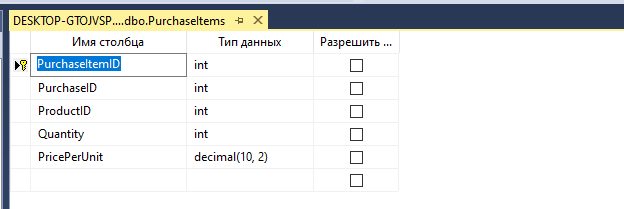 DESKTOP-GTOJVSP....dbo.PurchaseItems
Имя столбца Тип данных Разрешить ...
PurchaseItemID int
PurchaseID int
ProductID int
Quantity int
PricePerUnit decimal(10, 2)